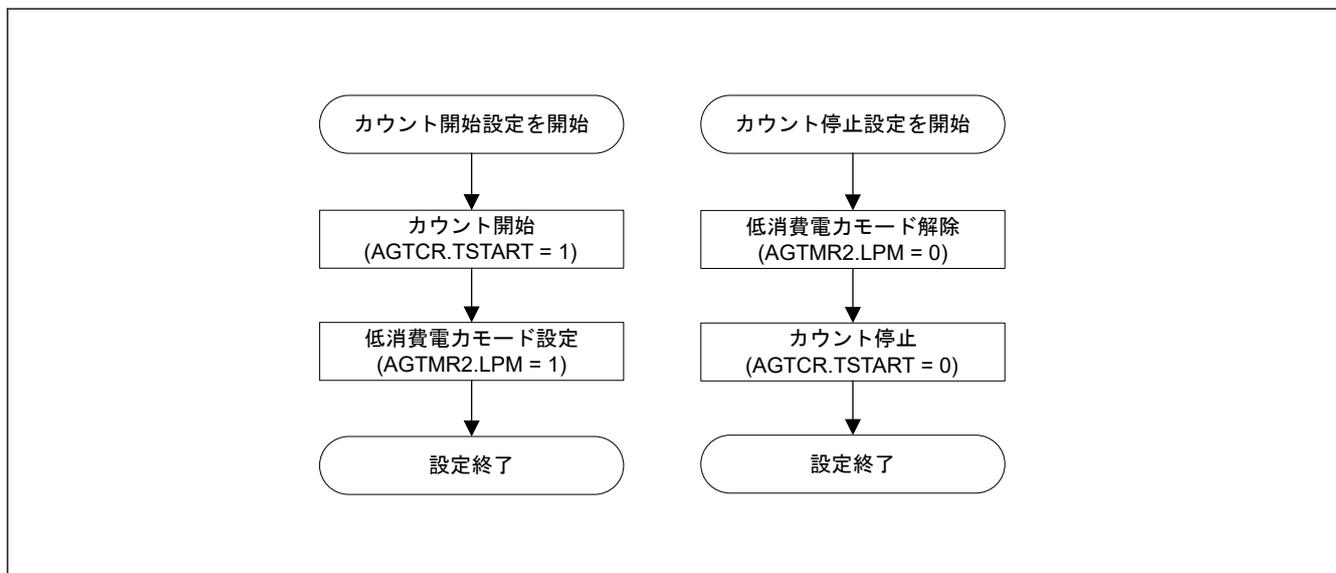 カウント開始設定を開始
カウント開始
(AGTCR.TSTART = 1)
低消費電力モード設定
(AGTMR2.LPM = 1)
設定終了
カウント停止設定を開始
低消費電力モード解除
(AGTMR2.LPM = 0)
カウント停止
(AGTCR.TSTART = 0)
設定終了